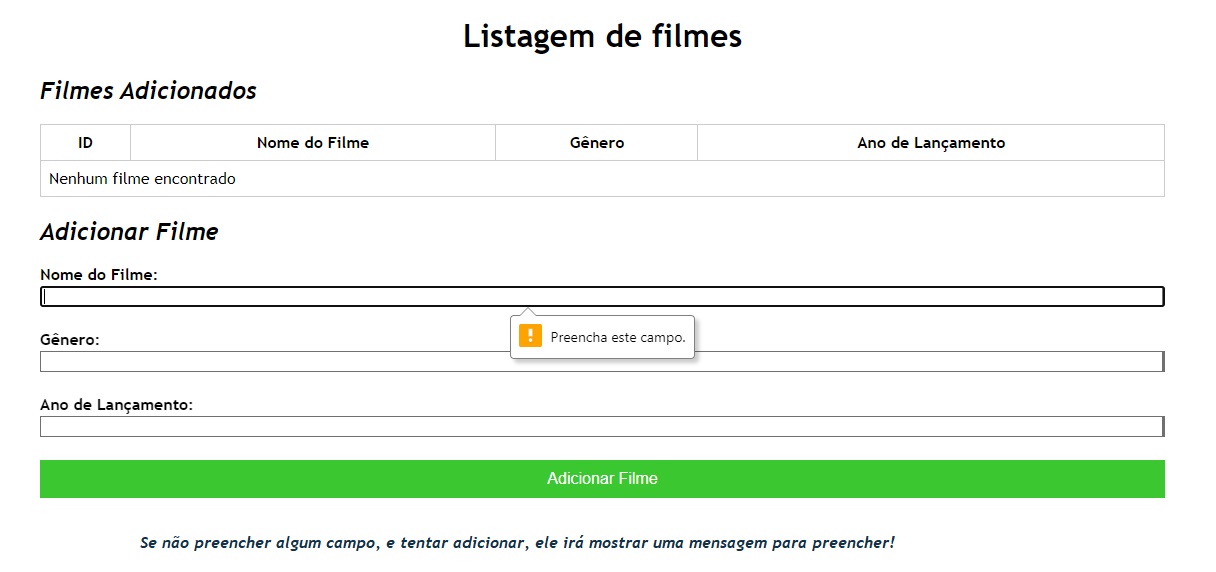 Listagem de filmes
Filmes Adicionados
ID Nome do Filme Gênero Ano de Lançamento
Nenhum filme encontrado
Adicionar Filme
Nome do Filme:
Preencha este campo.
Gênero:
Ano de Lançamento:
Adicionar Filme
Se não preencher algum campo, e tentar adicionar, ele irá mostrar uma mensagem para preencher!